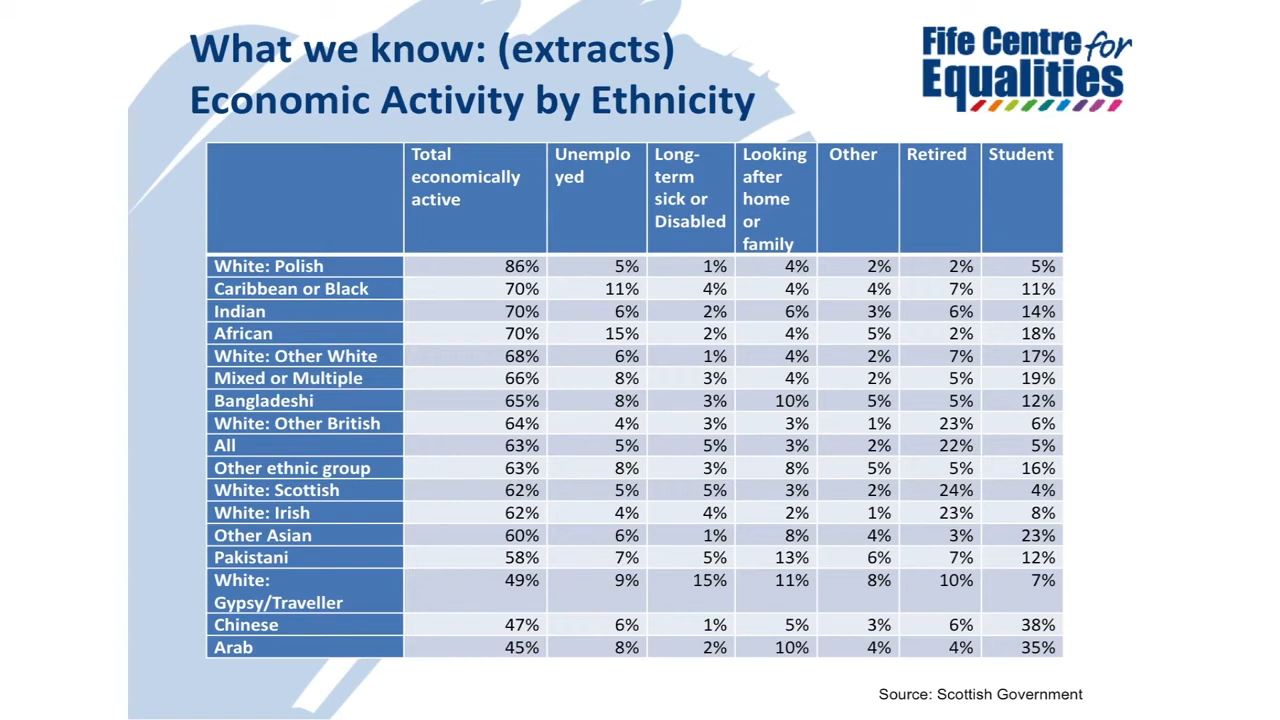 What we know: (extracts)
Economic Activity by Ethnicity
Fife Centre for
Equalities
Total economically active Unemployed Long-term sick or Disabled Looking after home or family Other Retired Student
White: Polish 86% 5% 1% 4% 2% 2% 5%
Caribbean or Black 70% 11% 4% 4% 4% 7% 11%
Indian 70% 6% 2% 6% 3% 6% 14%
African 70% 15% 2% 4% 5% 2% 18%
White: Other White 68% 6% 1% 4% 2% 7% 17%
Mixed or Multiple 66% 8% 3% 4% 2% 5% 19%
Bangladeshi 65% 8% 3% 10% 5% 5% 12%
White: Other British 64% 4% 3% 3% 1% 23% 6%
All 63% 5% 5% 3% 2% 22% 5%
Other ethnic group 63% 8% 3% 8% 5% 5% 16%
White: Scottish 62% 5% 5% 3% 2% 24% 4%
White: Irish 62% 4% 4% 2% 1% 23% 8%
Other Asian 60% 6% 1% 8% 4% 3% 23%
Pakistani 58% 7% 5% 13% 6% 7% 12%
White: Gypsy/Traveller 49% 9% 15% 11% 8% 10% 7%
Chinese 47% 6% 1% 5% 3% 6% 38%
Arab 45% 8% 2% 10% 4% 4% 35%
Source: Scottish Government